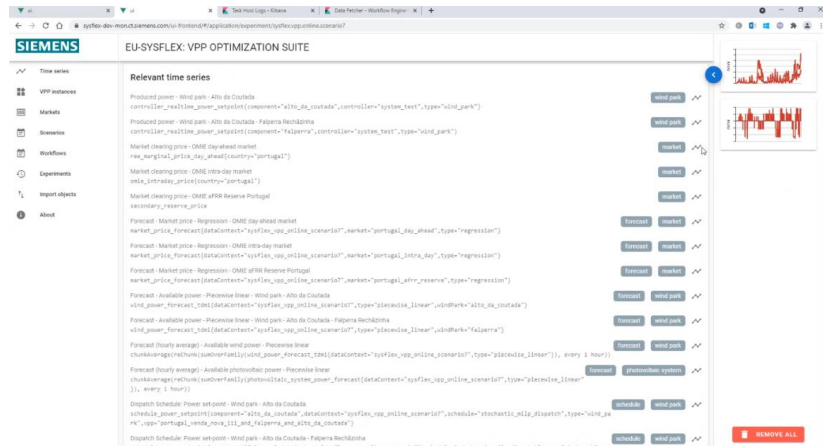 ui
ui
Task Host Logs - Kibana
Data Fetcher - Workflow Engine
sysflex-dev-mon.ct.siemens.com/ui-frontend/#/application/experiment/sysflex.vpp.online.scenario7
SIEMENS
EU-SYSFLEX: VPP OPTIMIZATION SUITE
Time series
VPP instances
Markets
Scenarios
Workflows
Experiments
Import objects
About
Relevant time series
Produced power - Wind park - Alto da Coutada
wind park
controller_realtime_power_setpoint{component="alto_da_coutada",controller="system_test",type="wind_park"}
Produced power - Wind park - Alto da Coutada - Falperra Rechãzinha
wind park
controller_realtime_power_setpoint{component="falperra",controller="system_test",type="wind_park"}
Market clearing price - OMIE day-ahead market
market
ree_marginal_price_day_ahead{country="portugal"}
Market clearing price - OMIE intra-day market
market
omie_intraday_price{country="portugal"}
Market clearing price - OMIE aFRR Reserve Portugal
market
secondary_reserve_price
Forecast - Market price - Regression - OMIE day-ahead market
forecast market
market_price_forecast{dataContext="sysflex_vpp_online_scenario7",market="portugal_day_ahead",type="regression"}
Forecast - Market price - Regression - OMIE intra-day market
forecast market
market_price_forecast{dataContext="sysflex_vpp_online_scenario7",market="portugal_intra_day",type="regression"}
Forecast - Market price - Regression - OMIE aFRR Reserve Portugal
forecast market
market_price_forecast{dataContext="sysflex_vpp_online_scenario7",market="portugal_afrr_reserve",type="regression"}
Forecast - Available power - Piecewise linear - Wind park - Alto da Coutada
forecast wind park
wind_power_forecast_tdmi{dataContext="sysflex_vpp_online_scenario7",type="piecewise_linear",windPark="alto_da_coutada"}
Forecast - Available power - Piecewise linear - Wind park - Alto da Coutada - Falperra Rechãzinha
forecast wind park
wind_power_forecast_tdmi{dataContext="sysflex_vpp_online_scenario7",type="piecewise_linear",windPark="falperra"}
Forecast (hourly average) - Available wind power - Piecewise linear
forecast wind park
chunkAverage(reChunk(sumOverFamily(wind_power_forecast_tdmi{dataContext="sysflex_vpp_online_scenario7",type="piecewise_linear"}), every 1 hour))
Forecast (hourly average) - Available photovoltaic power - Piecewise linear
forecast photovoltaic system
chunkAverage(reChunk(sumOverFamily(photovoltaic_system_power_forecast{dataContext="sysflex_vpp_online_scenario7",type="piecewise_linear"
}), every 1 hour))
Dispatch Schedule: Power set-point - Wind park - Alto da Coutada
schedule wind park
schedule_power_setpoint{component="alto_da_coutada",dataContext="sysflex_vpp_online_scenario7",schedule="stochastic_milp_dispatch",type="wind_pa
rk",vpp="portugal_venda_nova_iii_and_falperra_and_alto_da_coutada"}
Dispatch Schedule: Power set-point - Wind park - Alto da Coutada - Falperra Rechãzinha
schedule wind park
REMOVE ALL